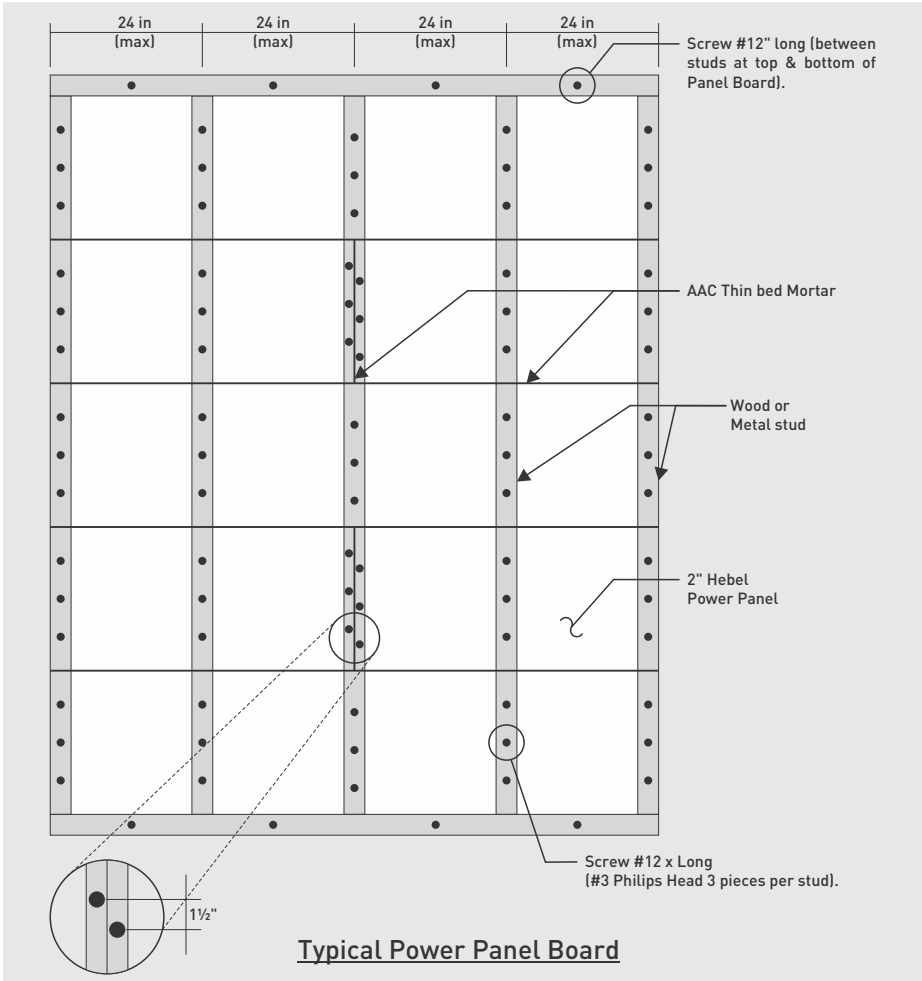 24 in
(max)
24 in
(max)
24 in
(max)
24 in
(max)
Screw #12" long (between
studs at top & bottom of
Panel Board).
AAC Thin bed Mortar
Wood or
Metal stud
2" Hebel
Power Panel
Screw #12 x Long
(#3 Philips Head 3 pieces per stud).
1½"
Typical Power Panel Board